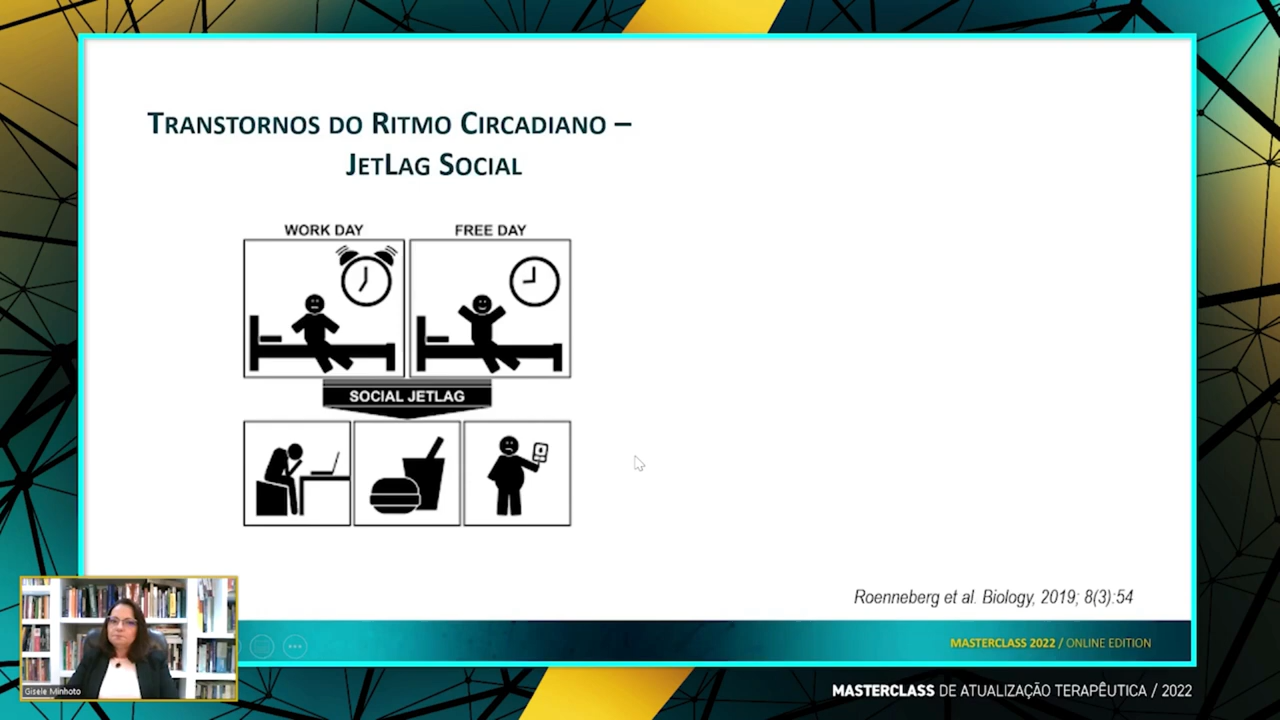 TRANSTORNOS DO RITMO CIRCADIANO –
JETLAG SOCIAL
WORK DAY
FREE DAY
SOCIAL JETLAG
Roenneberg et al. Biology, 2019; 8(3):54
MASTERCLASS 2022 / ONLINE EDITION
Gisele Minhoto
MASTERCLASS DE ATUALIZAÇÃO TERAPÊUTICA / 2022